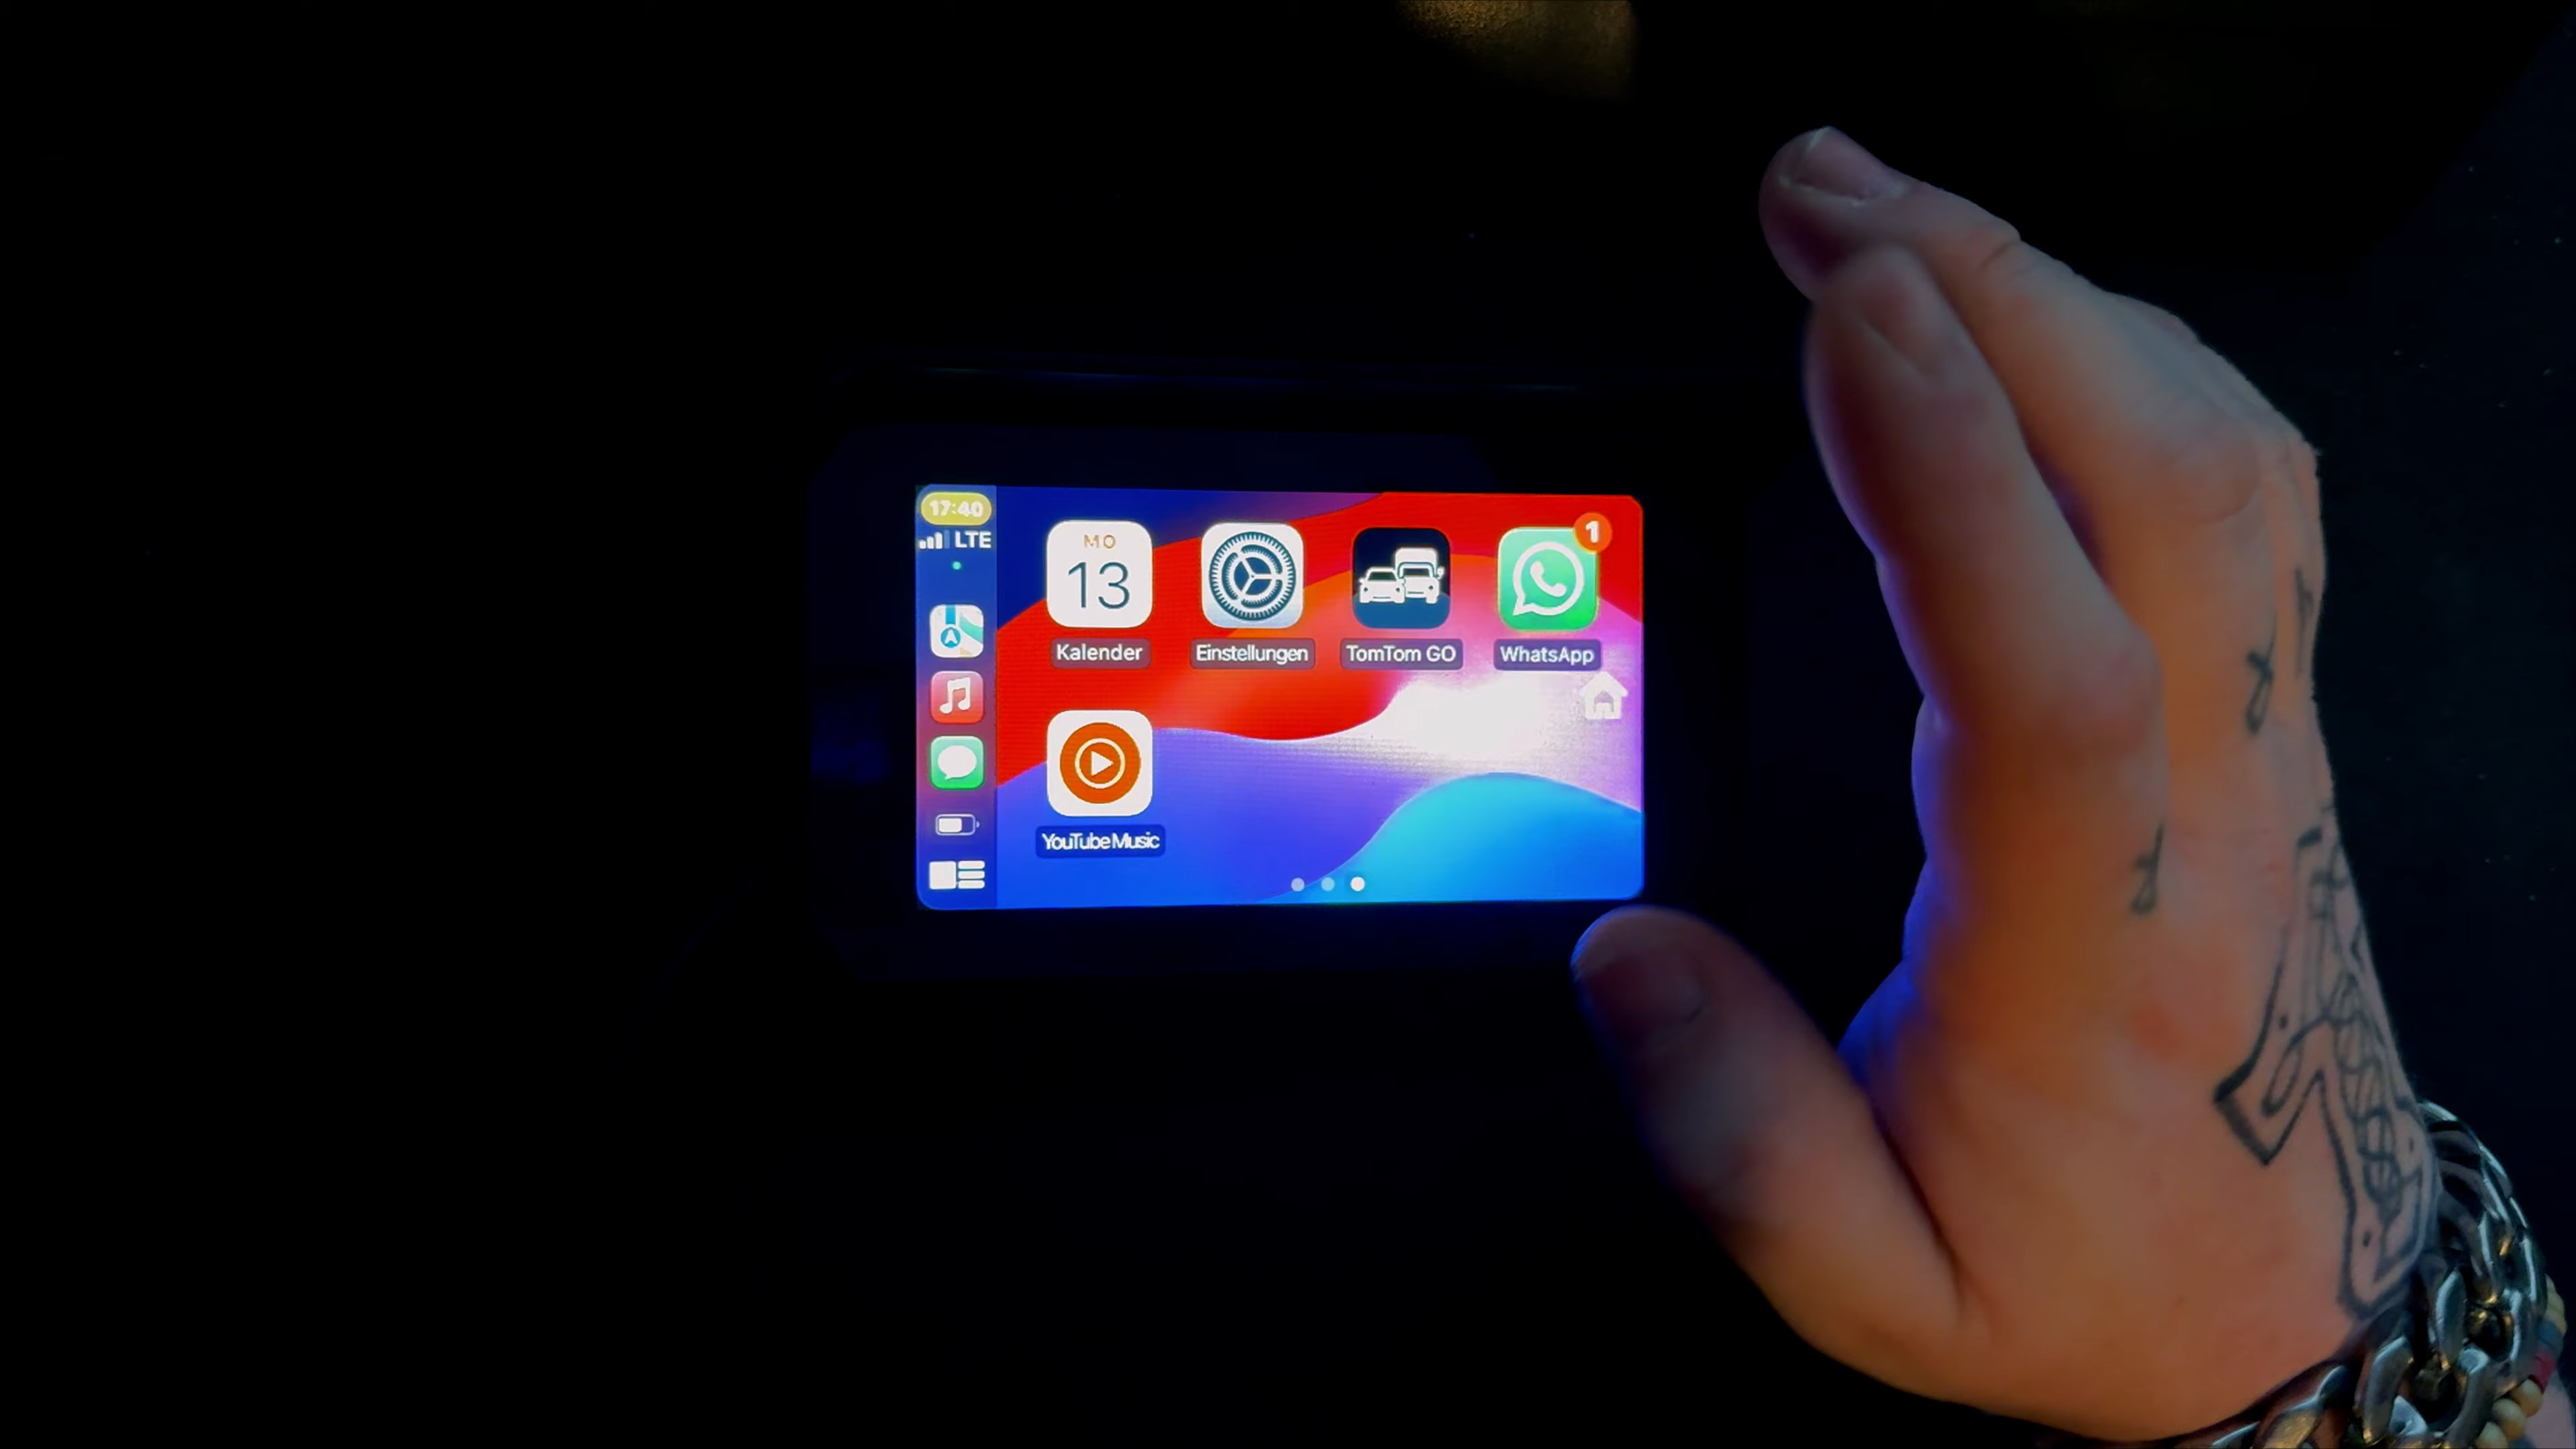 17:40
LTE
MO
13
1
Kalender
Einstellungen
TomTom GO
WhatsApp
YouTube Music